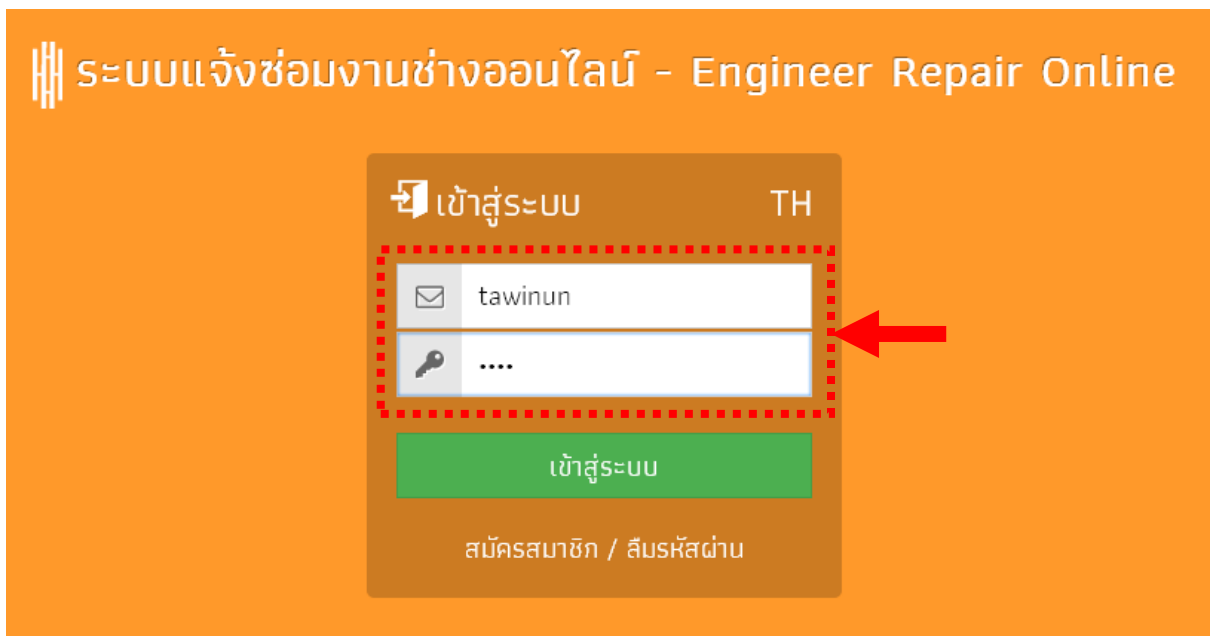 ระบบแจ้งซ่อมงานช่างออนไลน์ - Engineer Repair Online
เข้าสู่ระบบ TH
tawinun
••••
เข้าสู่ระบบ
สมัครสมาชิก / ลืมรหัสผ่าน